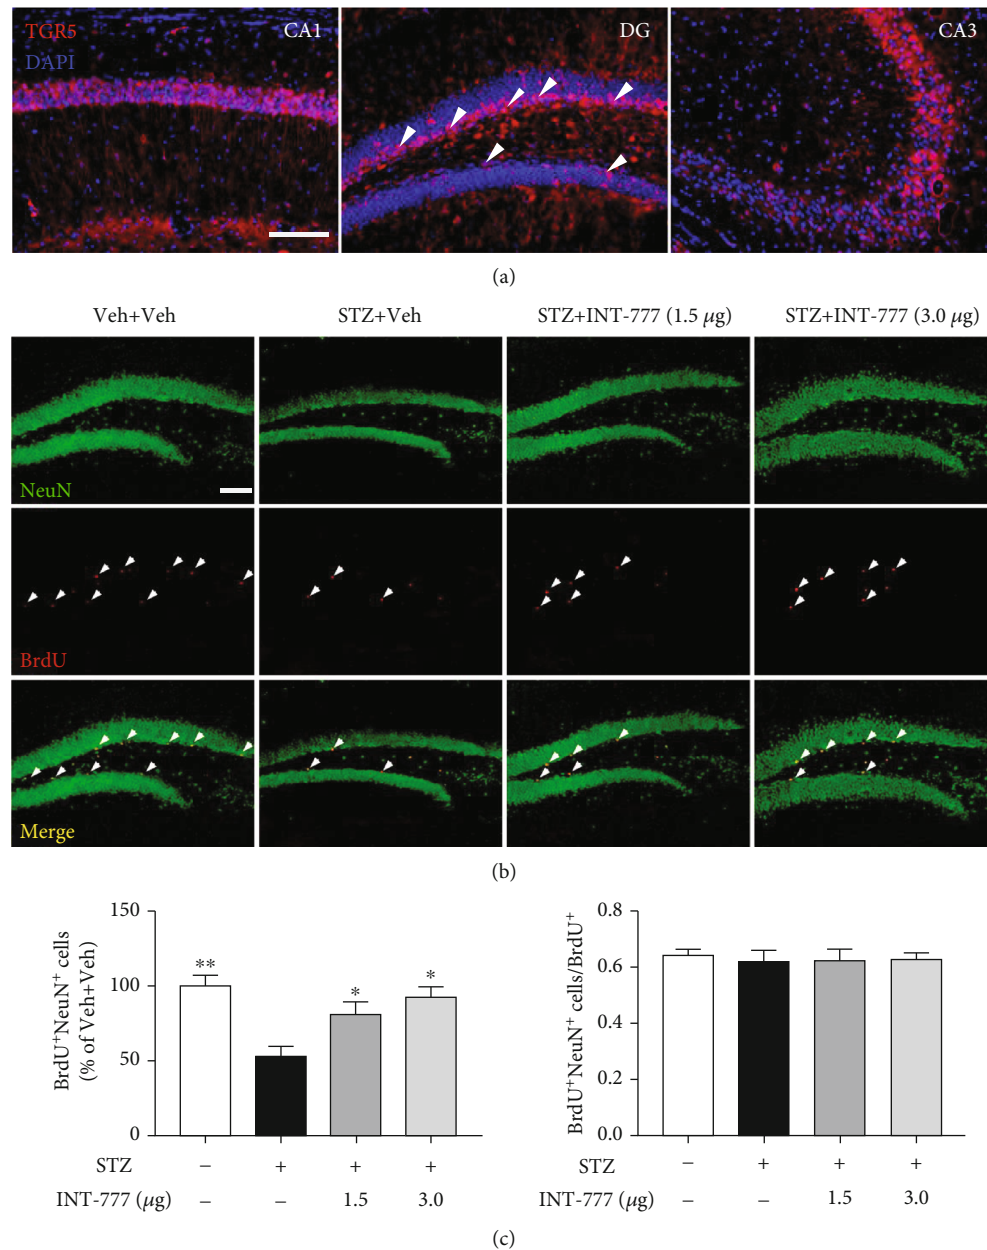 TGR5 CA1 DG CA3
DAPI
(a)
Veh+Veh STZ+Veh STZ+INT-777 (1.5 μg) STZ+INT-777 (3.0 μg)
NeuN
BrdU
Merge
(b)
BrdU⁺NeuN⁺ cells
(% of Veh+Veh)
150
100
50
0
**
*
*
STZ – + + +
INT-777 (μg) – – 1.5 3.0
BrdU⁺NeuN⁺ cells/BrdU⁺
0.8
0.6
0.4
0.2
0.0
STZ – + + +
INT-777 (μg) – – 1.5 3.0
(c)